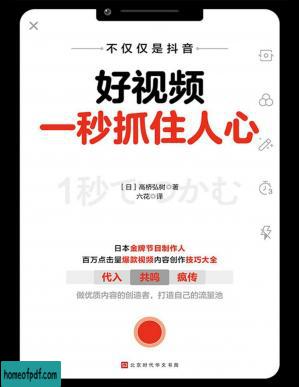 不仅仅是抖音
好视频
一秒抓住人心
1秒でつかむ
[日]高桥弘树 著
六花 译
日本金牌节目制作人
百万点击量爆款视频内容创作技巧大全
代入 共鸣 疯传
做优质内容的创造者，打造自己的流量池
北京时代华文书局
homeofpdf.com